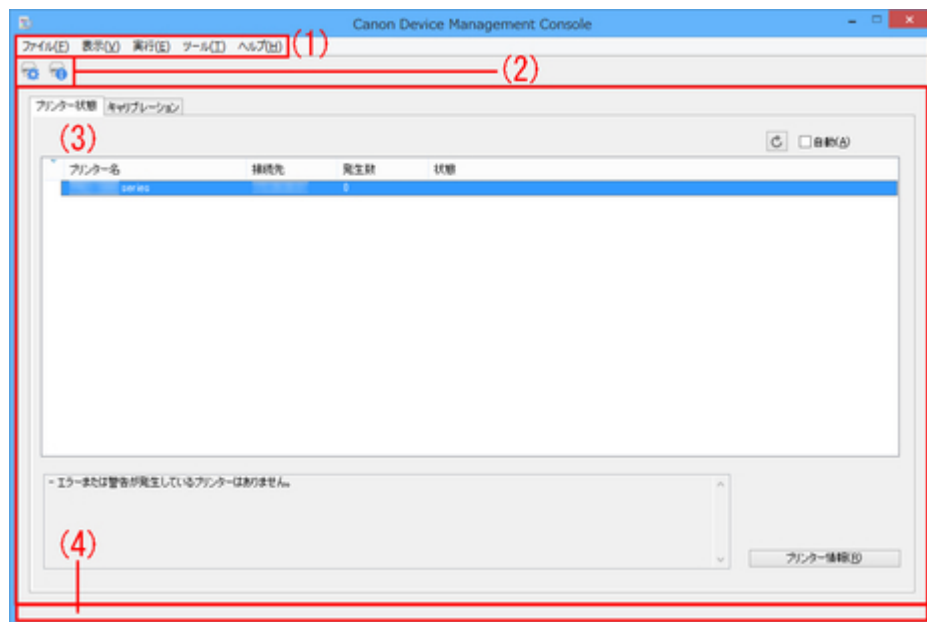 Canon Device Management Console
ファイル(F) 表示(V) 実行(E) ツール(T) ヘルプ(H) (1)
(2)
プリンター状態 キャリブレーション
(3)
自動(A)
プリンター名 接続先 発生数 状態
series 0
- エラーまたは警告が発生しているプリンターはありません。
(4)
プリンター情報(R)